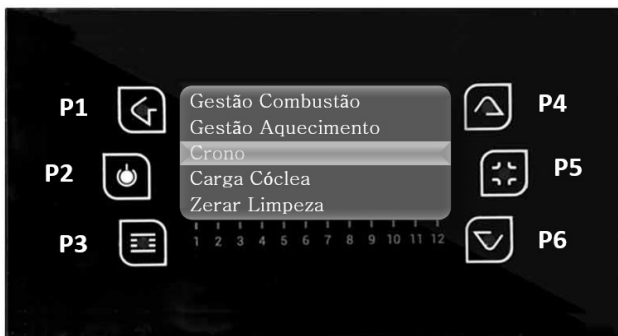 P1
P2
P3
Gestão Combustão
Gestão Aquecimento
Crono
Carga Cóclea
Zerar Limpeza
1 2 3 4 5 6 7 8 9 10 11 12
P4
P5
P6